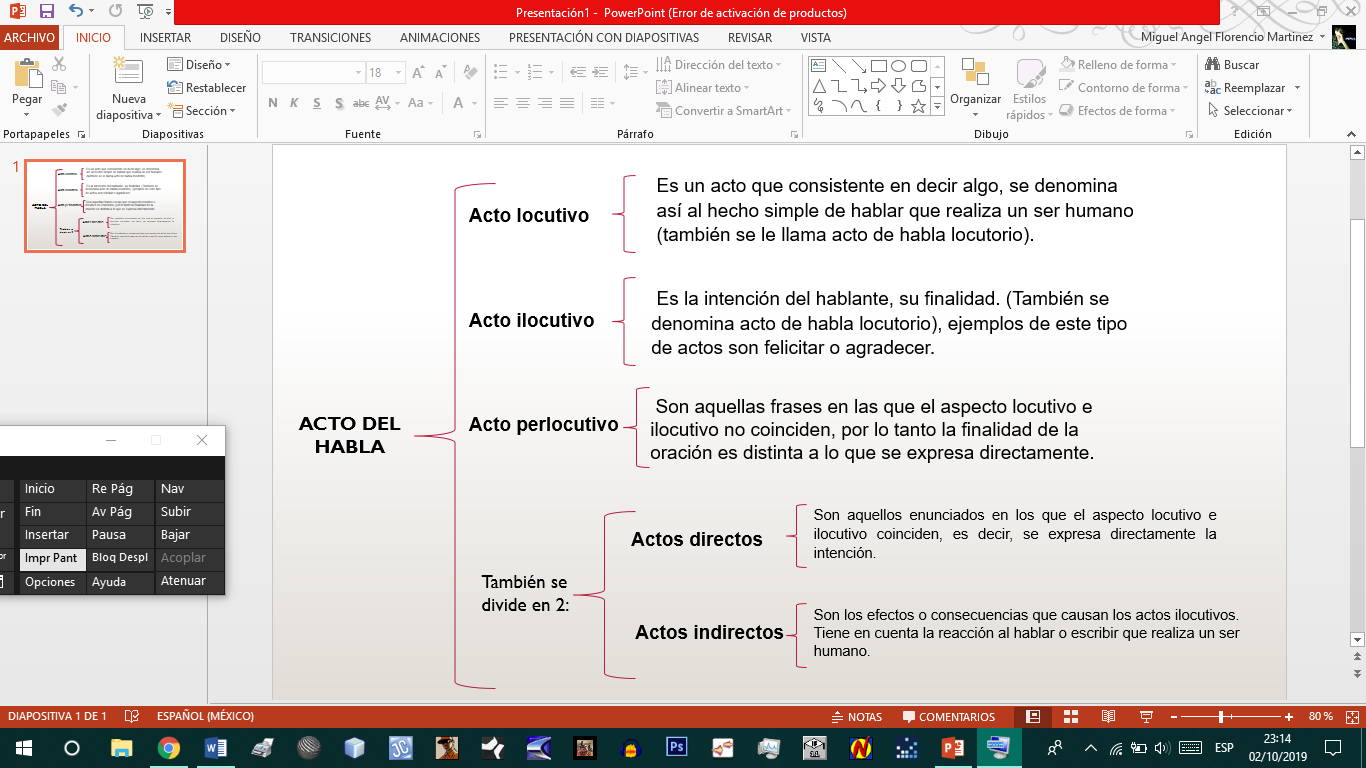 Presentación1 - PowerPoint (Error de activación de productos)
ARCHIVO INICIO INSERTAR DISEÑO TRANSICIONES ANIMACIONES PRESENTACIÓN CON DIAPOSITIVAS REVISAR VISTA Miguel Angel Florencio Martinez
Pegar
Nueva diapositiva
Diseño
Restablecer
Sección
18
N K S S abc AV Aa A
Dirección del texto
Alinear texto
Convertir a SmartArt
Organizar
Estilos rápidos
Relleno de forma
Contorno de forma
Efectos de forma
Buscar
Reemplazar
Seleccionar
Portapapeles Diapositivas Fuente Párrafo Dibujo Edición
1
ACTO DEL
HABLA
Acto locutivo
Es un acto que consistente en decir algo, se denomina
así al hecho simple de hablar que realiza un ser humano
(también se le llama acto de habla locutorio).
Acto ilocutivo
Es la intención del hablante, su finalidad. (También se
denomina acto de habla locutorio), ejemplos de este tipo
de actos son felicitar o agradecer.
Acto perlocutivo
Son aquellas frases en las que el aspecto locutivo e
ilocutivo no coinciden, por lo tanto la finalidad de la
oración es distinta a lo que se expresa directamente.
También se
divide en 2:
Actos directos
Son aquellos enunciados en los que el aspecto locutivo e
ilocutivo coinciden, es decir, se expresa directamente la
intención.
Actos indirectos
Son los efectos o consecuencias que causan los actos ilocutivos.
Tiene en cuenta la reacción al hablar o escribir que realiza un ser
humano.
Inicio Re Pág Nav
Fin Av Pág Subir
Insertar Pausa Bajar
Impr Pant Bloq Despl Acoplar
Opciones Ayuda Atenuar
DIAPOSITIVA 1 DE 1 ESPAÑOL (MÉXICO) NOTAS COMENTARIOS 80 %
ESP
23:14
02/10/2019